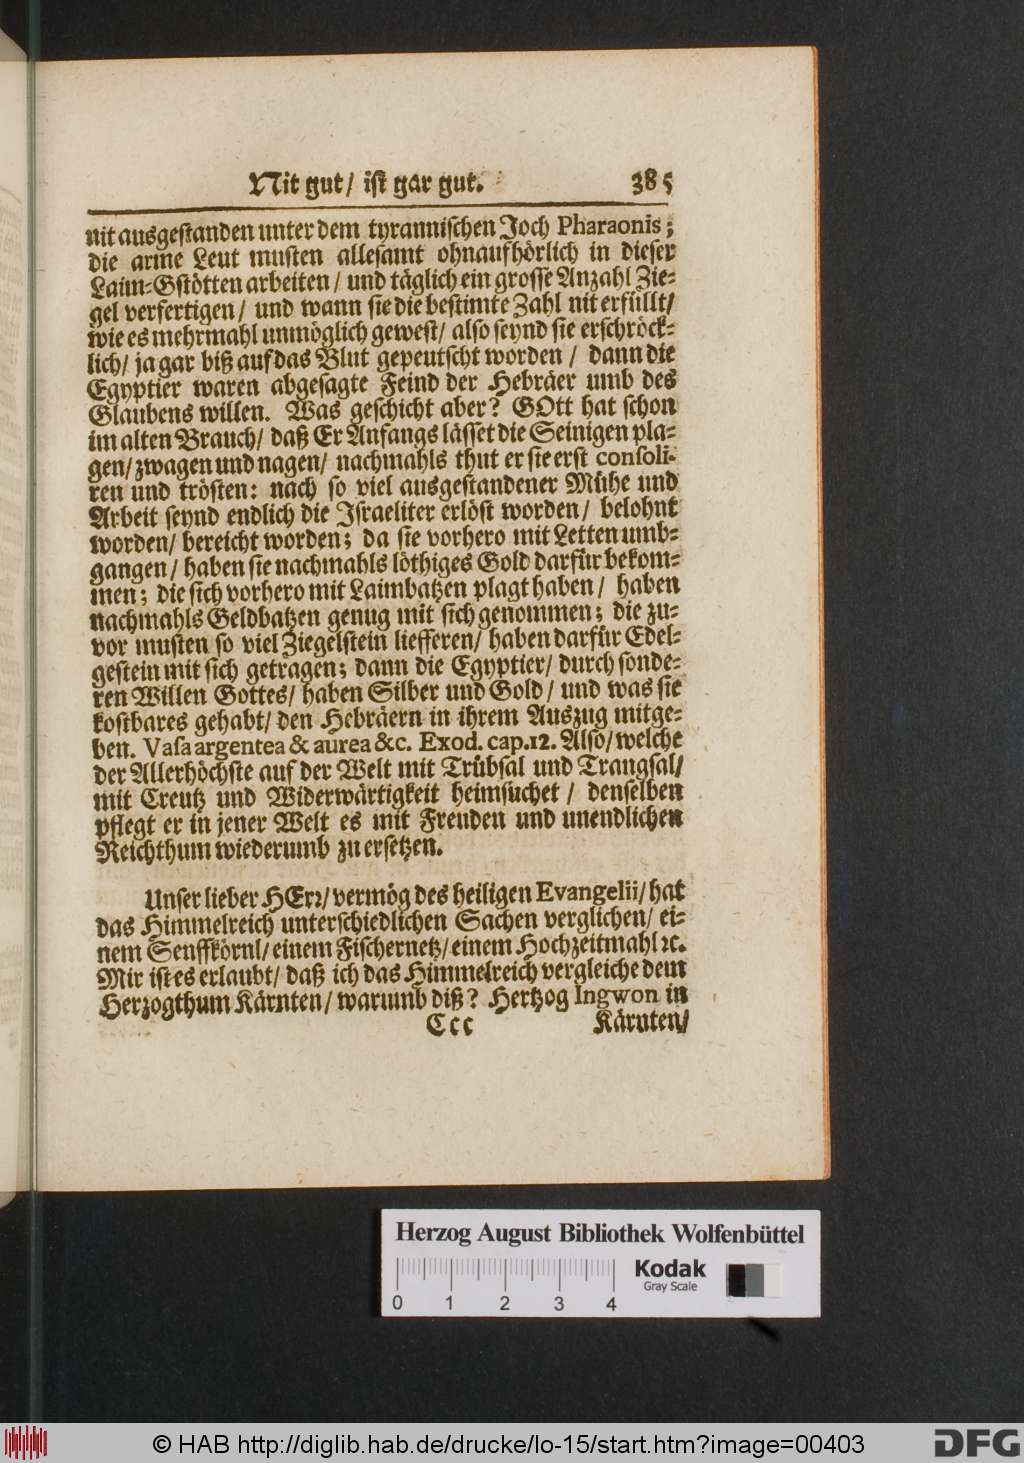 Nit gut/ ist gar gut. 385
nit ausgestanden unter dem tyrannischen Joch Pharaonis;
die arme Leut musten allesamt ohnaufhörlich in dieser
Laim-Gstötten arbeiten/ und täglich ein grosse Anzahl Zie-
gel verfertigen/ und wann sie die bestimte Zahl nit erfüllt/
wie es mehrmahl unmöglich gewest/ also seynd sie erschröck-
lich/ ja gar biß auf das Blut gepeutscht worden/ dann die
Egyptier waren abgesagte Feind der Hebräer umb des
Glaubens willen. Was geschicht aber? GOtt hat schon
im alten Brauch/ daß Er Anfangs lässet die Seinigen pla-
gen/ zwagen und nagen/ nachmahls thut er sie erst consoli-
ren und trösten: nach so viel ausgestandener Mühe und
Arbeit seynd endlich die Israeliter erlöst worden/ belohnt
worden/ bereicht worden; da sie vorhero mit Letten umb-
gangen/ haben sie nachmahls löthiges Gold darfür bekom-
men; die sich vorhero mit Laimbatzen plagt haben/ haben
nachmahls Geldbatzen genug mit sich genommen; die zu-
vor musten so viel Ziegelstein liefferen/ haben darfür Edel-
gestein mit sich getragen; dann die Egyptier/ durch sonde-
ren Willen Gottes/ haben Silber und Gold/ und was sie
kostbares gehabt/ den Hebräern in ihrem Auszug mitge-
ben. Vasa argentea & aurea &c. Exod. cap. 12. Also/ welche
der Allerhöchste auf der Welt mit Trübsal und Trangsal/
mit Creutz und Widerwärtigkeit heimsuchet/ denselben
pflegt er in jener Welt es mit Freuden und unendlichen
Reichthum wiederumb zu ersetzen.
Unser lieber HErr/ vermög des heiligen Evangelii/ hat
das Himmelreich unterschiedlichen Sachen verglichen/ ei-
nem Senffkörnl/ einem Fischernetz/ einem Hochzeitmahl ꝛc.
Mir ist es erlaubt/ daß ich das Himmelreich vergleiche dem
Herzogthum Kärnten/ warumb diß? Hertzog Ingwon in
Ccc Kärnten/
Herzog August Bibliothek Wolfenbüttel
Kodak
Gray Scale
0 1 2 3 4
© HAB http://diglib.hab.de/drucke/lo-15/start.htm?image=00403
DFG